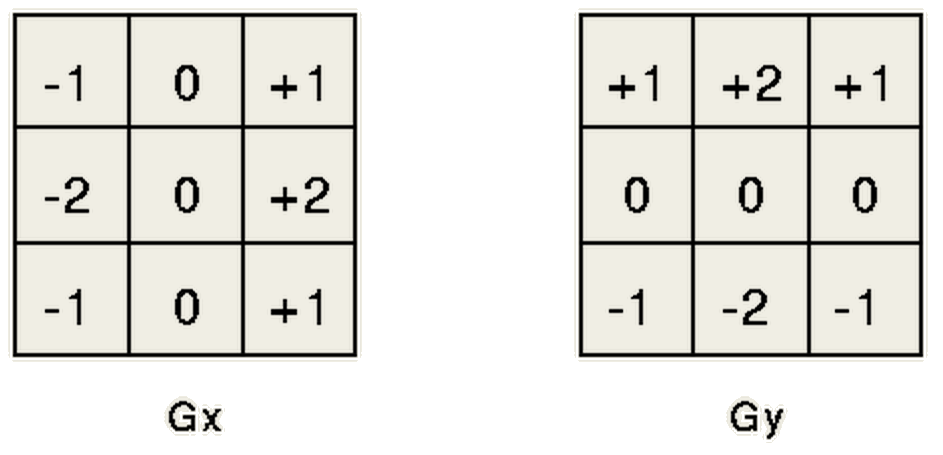 -1 0 +1
-2 0 +2
-1 0 +1
Gx
+1 +2 +1
0 0 0
-1 -2 -1
Gy